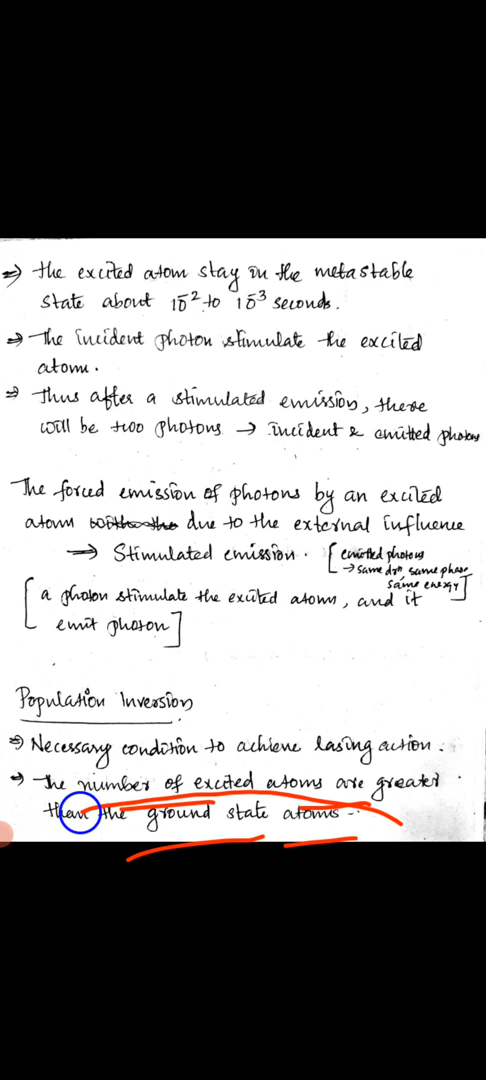 ⇒ the excited atom stay in the metastable
state about 10⁻² to 10⁻³ seconds.
⇒ The incident photon stimulate the excited
atom.
⇒ Thus after a stimulated emission, there
will be two photons → incident & emitted photons
The forced emission of photons by an excited
atom due to the external influence
→ Stimulated emission. [emitted photons
→ same drn same phase
same energy]
[a photon stimulate the excited atom, and it
emit photon]
Population Inversion
⇒ Necessary condition to achieve lasing action.
⇒ The number of excited atoms are greater
than the ground state atoms -.